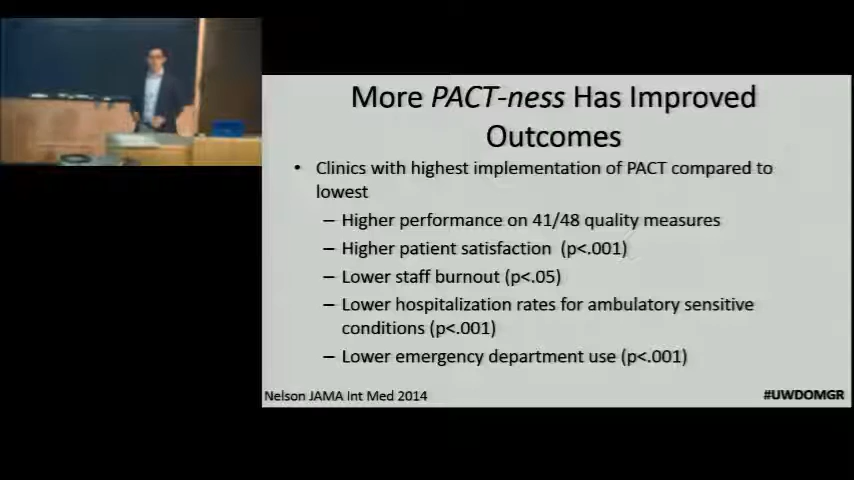 More PACT-ness Has Improved
Outcomes
• Clinics with highest implementation of PACT compared to
lowest
– Higher performance on 41/48 quality measures
– Higher patient satisfaction (p<.001)
– Lower staff burnout (p<.05)
– Lower hospitalization rates for ambulatory sensitive
conditions (p<.001)
– Lower emergency department use (p<.001)
Nelson JAMA Int Med 2014
#UWDOMGR